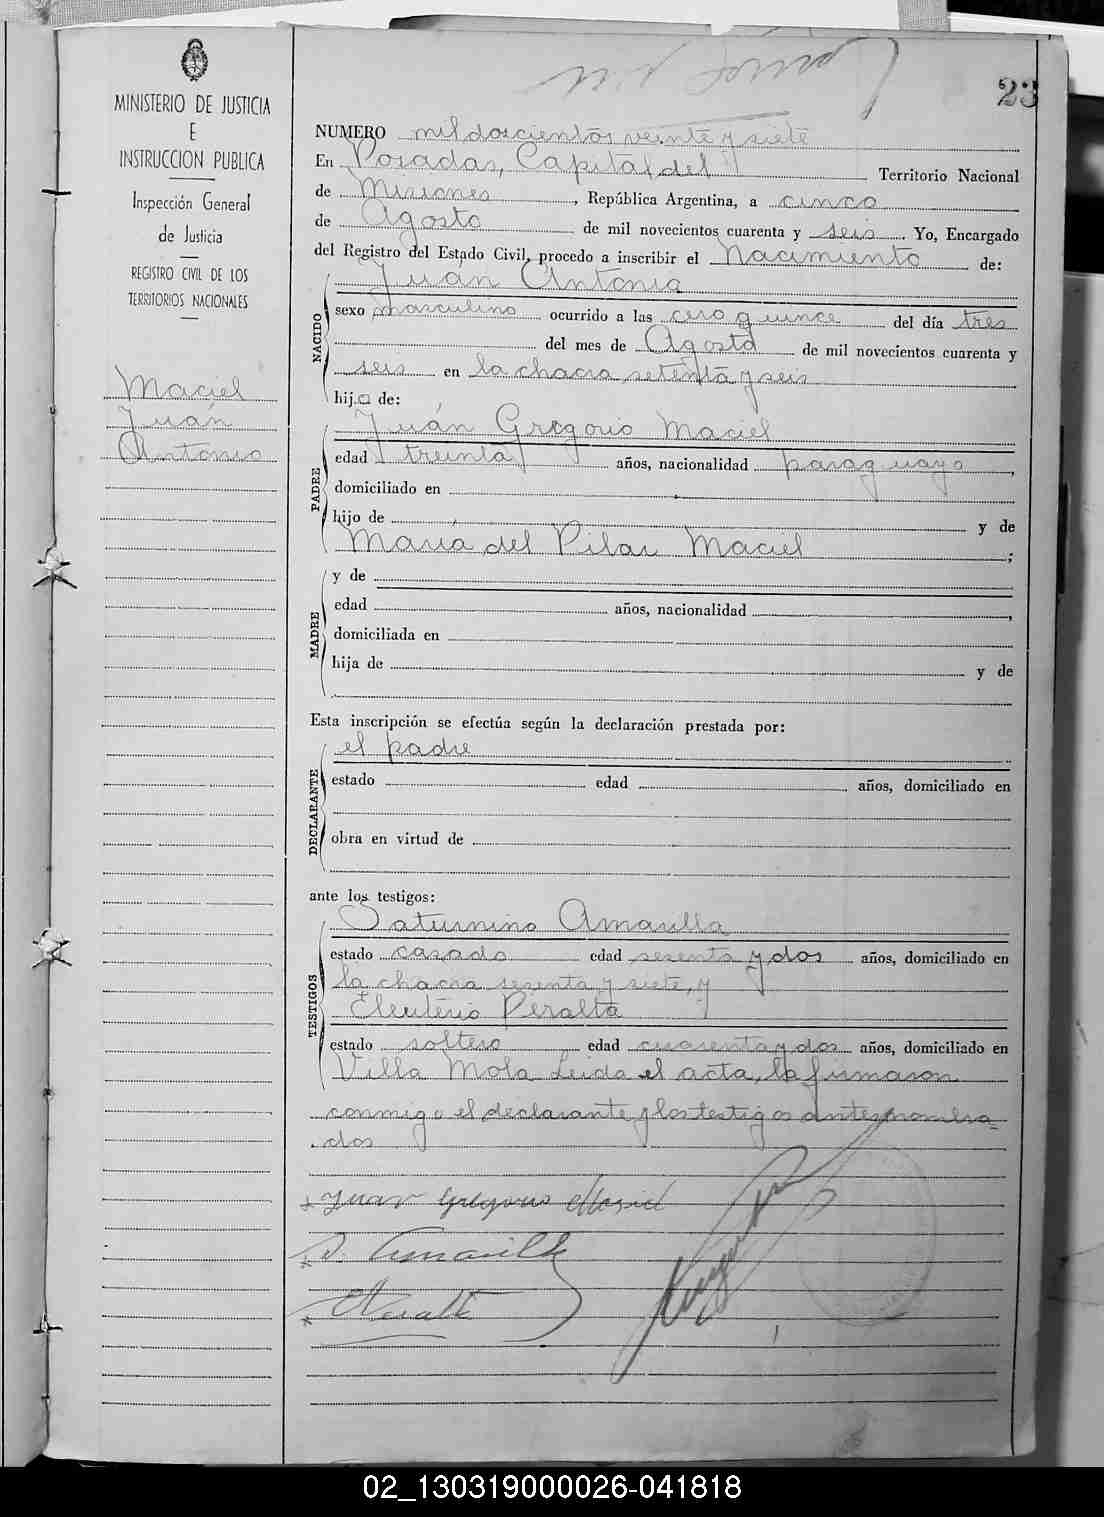 23
MINISTERIO DE JUSTICIA
E
INSTRUCCION PUBLICA
Inspección General
de Justicia
REGISTRO CIVIL DE LOS
TERRITORIOS NACIONALES
Maciel
Juán
Antonio
NUMERO mil doscientos veinte y siete
En Posadas, Capital del Territorio Nacional
de Misiones, República Argentina, a cinco
de Agosto de mil novecientos cuarenta y seis. Yo, Encargado
del Registro del Estado Civil, procedo a inscribir el Nacimiento de:
NACIDO
Juán Antonio
sexo masculino ocurrido a las cero quince del día tres
del mes de Agosto de mil novecientos cuarenta y
seis en la chacra setenta y seis
hijo de:
PADRE
Juán Gregorio Maciel
edad treinta años, nacionalidad paraguayo,
domiciliado en
hijo de y de
María del Pilar Maciel;
MADRE
y de
edad años, nacionalidad,
domiciliada en
hija de y de
Esta inscripción se efectúa según la declaración prestada por:
DECLARANTE
el padre
estado edad años, domiciliado en
obra en virtud de
ante los testigos:
TESTIGOS
Saturnino Amarilla
estado casado edad sesenta y dos años, domiciliado en
la chacra sesenta y siete, y
Eleuterio Peralta
estado soltero edad cuarenta y dos años, domiciliado en
Villa Mola Leida el acta, la firmaron
conmigo el declarante y los testigos antes nombra=
dos
Juan Gregorio Maciel
S. Amarilla
EPeralta
02_130319000026-041818